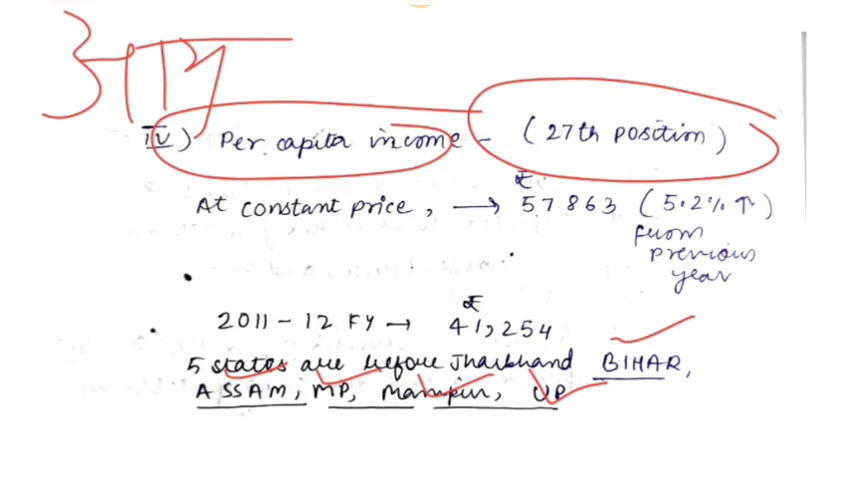 आय
IV) Per capita income - (27th position)
At constant price, → ₹ 57863 (5.2% ↑)
from
previous
year
2011-12 FY → ₹ 41,254
5 states are before Jharkhand BIHAR,
ASSAM, MP, Manipur, UP